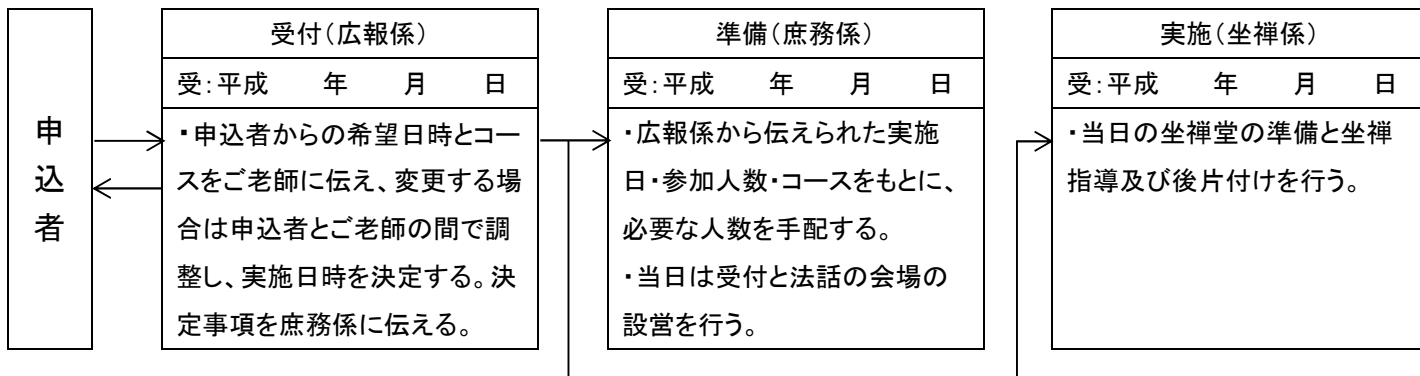 申込者
受付(広報係)
受:平成 年 月 日
・申込者からの希望日時とコー
スをご老師に伝え、変更する場
合は申込者とご老師の間で調
整し、実施日時を決定する。決
定事項を庶務係に伝える。
準備(庶務係)
受:平成 年 月 日
・広報係から伝えられた実施
日・参加人数・コースをもとに、
必要な人数を手配する。
・当日は受付と法話の会場の
設営を行う。
実施(坐禅係)
受:平成 年 月 日
・当日の坐禅堂の準備と坐禅
指導及び後片付けを行う。